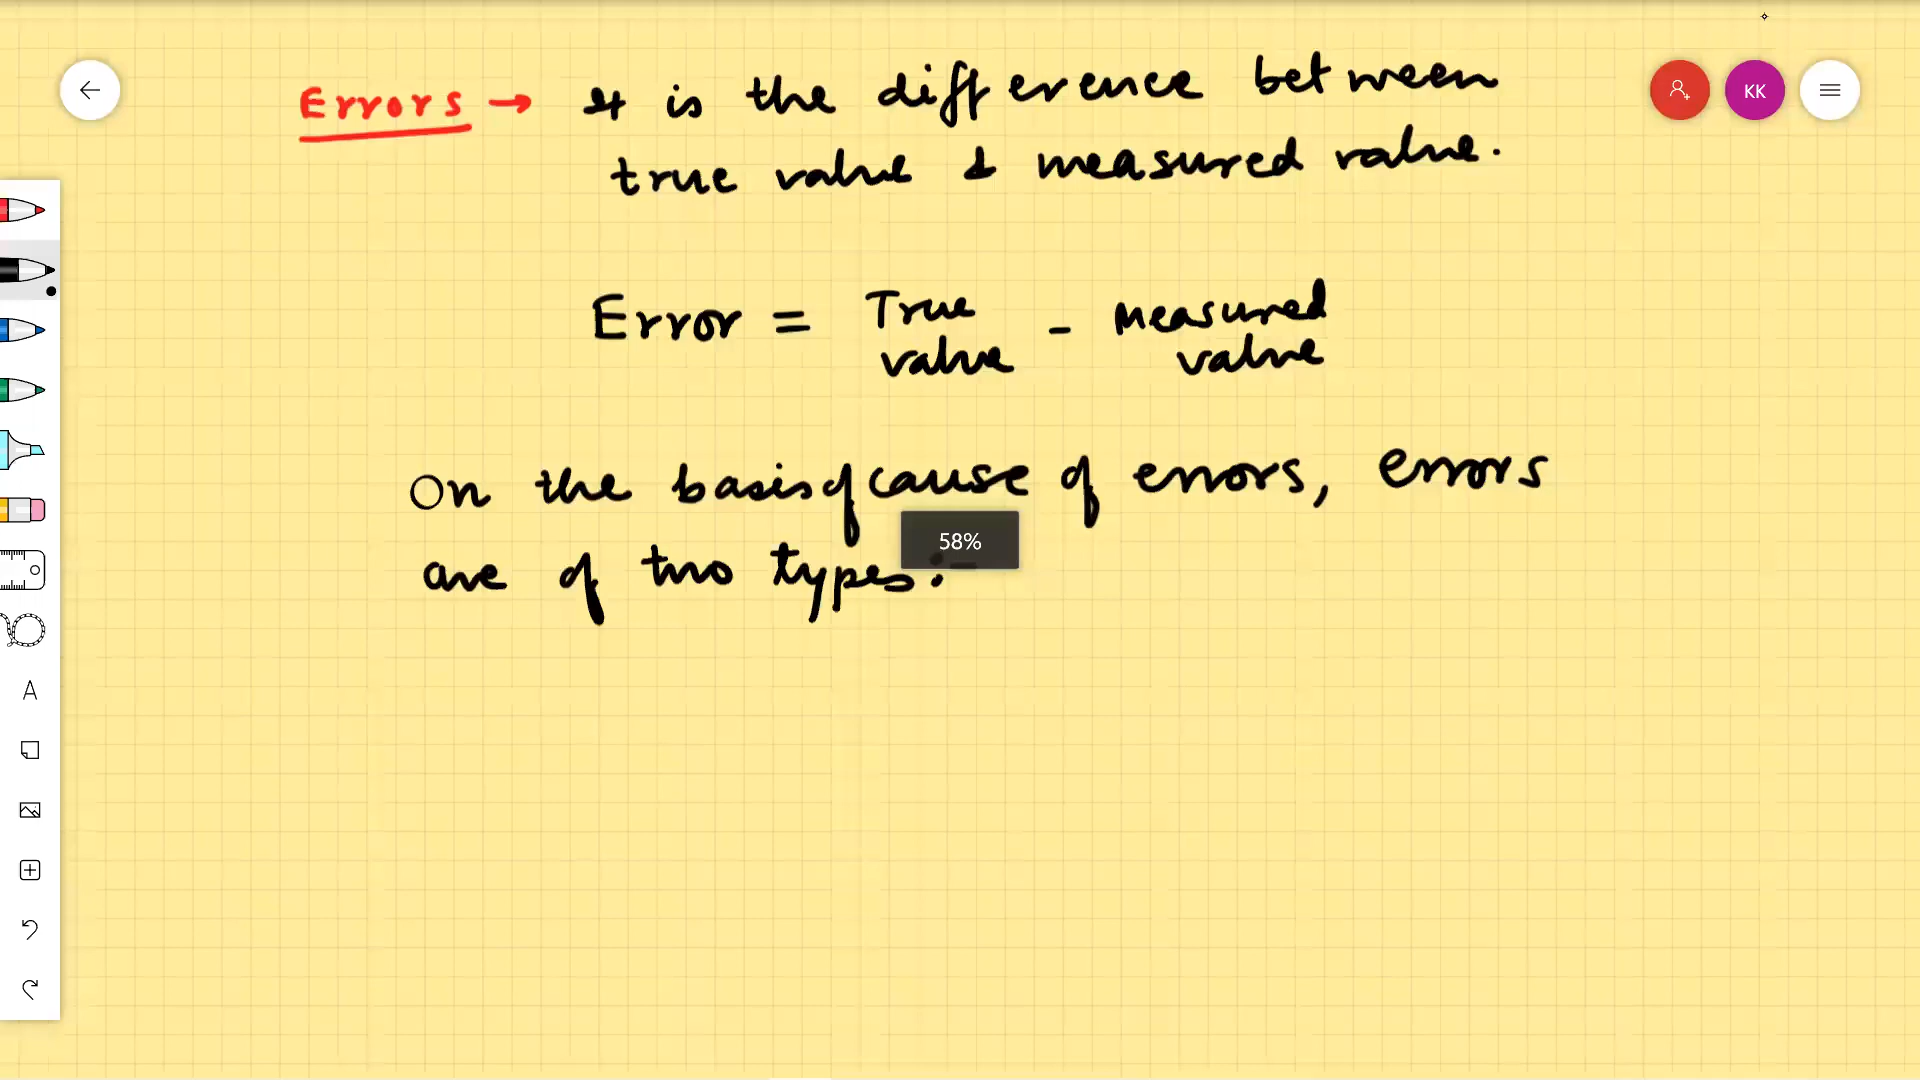 Errors → It is the difference between
true value & measured value.
Error = True value - Measured value
On the basis of cause of errors, errors
are of two types:-
58%
KK
A